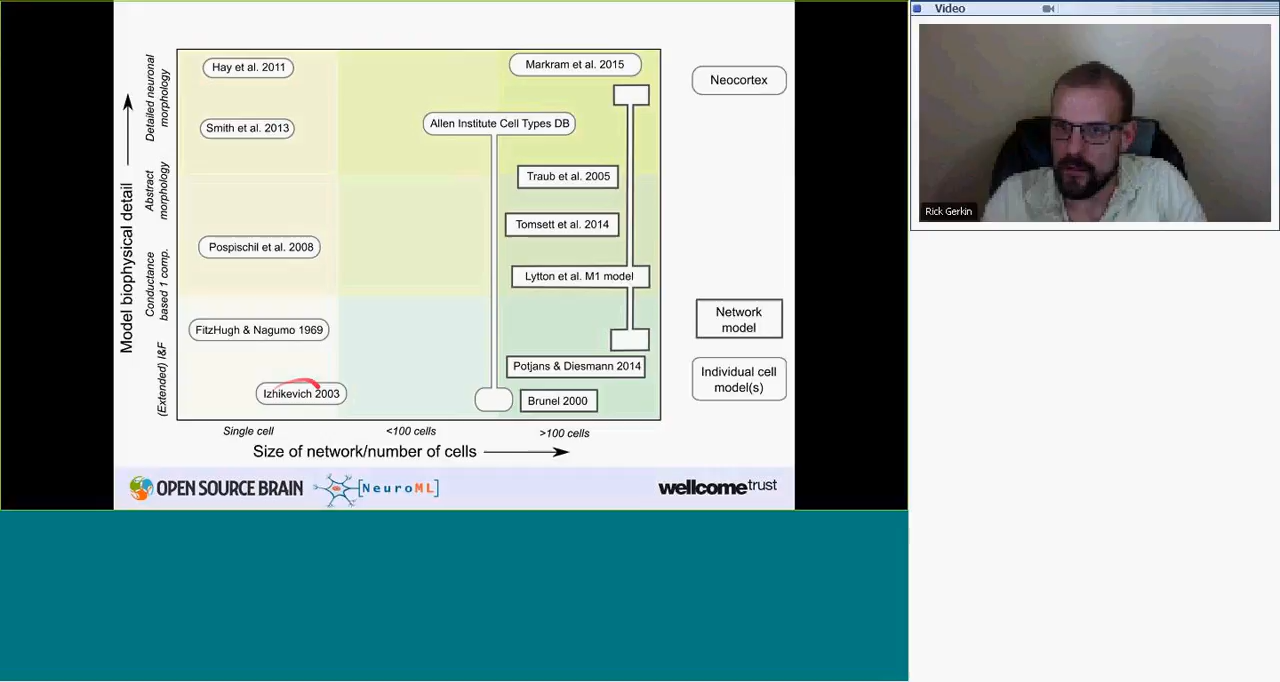 Video
Hay et al. 2011
Markram et al. 2015
Neocortex
Smith et al. 2013
Allen Institute Cell Types DB
Traub et al. 2005
Rick Gerkin
Tomsett et al. 2014
Pospischil et al. 2008
Lytton et al. M1 model
Network
model
FitzHugh & Nagumo 1969
Potjans & Diesmann 2014
Individual cell
model(s)
Izhikevich 2003
Brunel 2000
Model biophysical detail
Detailed neuronal
morphology
Abstract
morphology
Conductance
based 1 comp.
(Extended) I&F
Single cell
<100 cells
>100 cells
Size of network/number of cells
OPEN SOURCE BRAIN
[NeuroML]
wellcometrust